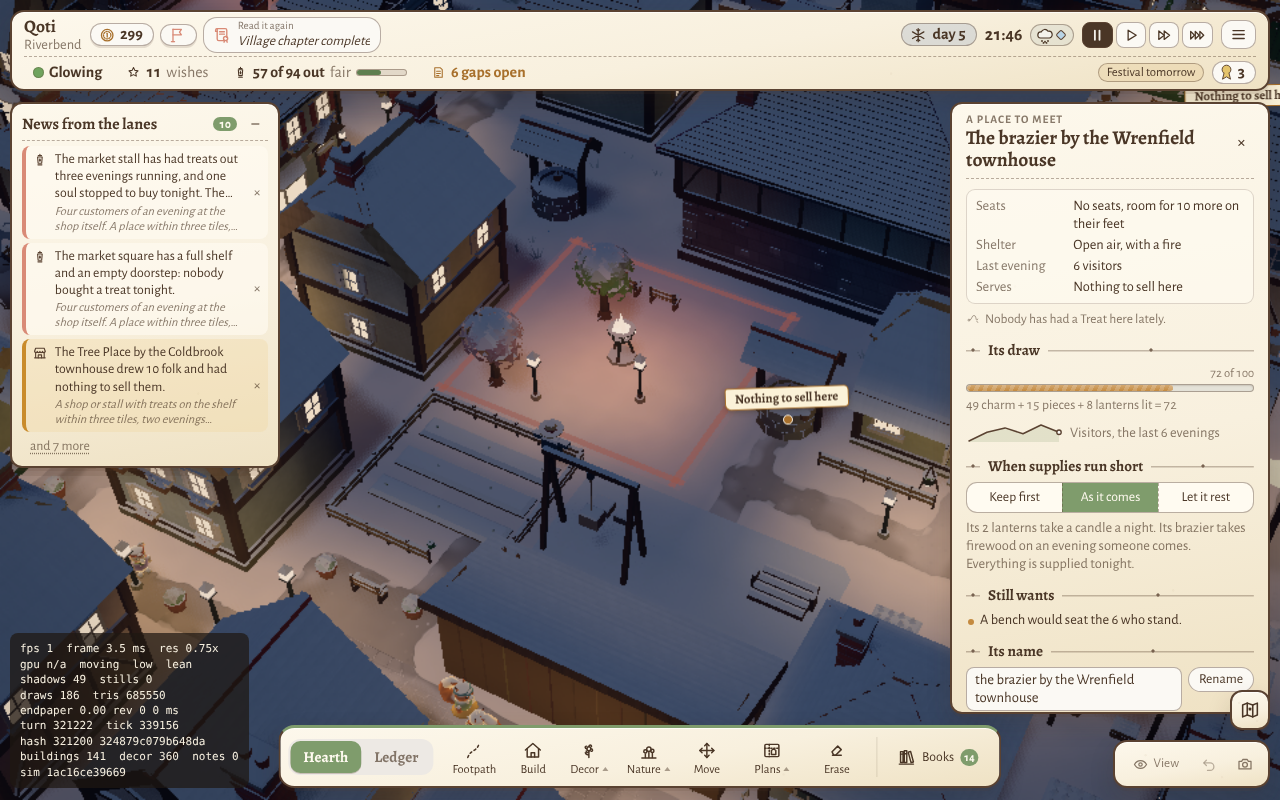 Qoti
Riverbend
299
Read it again
Village chapter complete
day 5
21:46
Glowing
11 wishes
57 of 94 out fair
6 gaps open
Festival tomorrow
3
Nothing to sell h
News from the lanes
10
The market stall has had treats out
three evenings running, and one
soul stopped to buy tonight. The…
Four customers of an evening at the
shop itself. A place within three tiles,…
The market square has a full shelf
and an empty doorstep: nobody
bought a treat tonight.
Four customers of an evening at the
shop itself. A place within three tiles,…
The Tree Place by the Coldbrook
townhouse drew 10 folk and had
nothing to sell them.
A shop or stall with treats on the shelf
within three tiles, two evenings…
and 7 more
Nothing to sell here
A PLACE TO MEET
The brazier by the Wrenfield
townhouse
Seats
No seats, room for 10 more on
their feet
Shelter
Open air, with a fire
Last evening
6 visitors
Serves
Nothing to sell here
Nobody has had a Treat here lately.
Its draw
72 of 100
49 charm + 15 pieces + 8 lanterns lit = 72
Visitors, the last 6 evenings
When supplies run short
Keep first
As it comes
Let it rest
Its 2 lanterns take a candle a night. Its brazier takes
firewood on an evening someone comes.
Everything is supplied tonight.
Still wants
A bench would seat the 6 who stand.
Its name
the brazier by the Wrenfield
townhouse
Rename
fps 1 frame 3.5 ms res 0.75x
gpu n/a moving low lean
shadows 49 stills 0
draws 186 tris 685550
endpaper 0.00 rev 0 0 ms
turn 321222 tick 339156
hash 321200 324879c079b648da
buildings 141 decor 360 notes 0
sim 1ac16ce39669
Hearth
Ledger
Footpath
Build
Decor
Nature
Move
Plans
Erase
Books
14
View